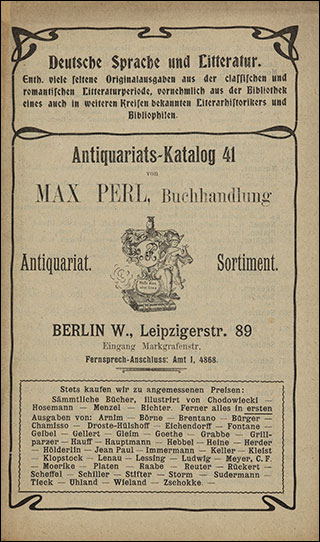 Deutsche Sprache und Litteratur.
Enth. viele seltene Originalausgaben aus der classischen und
romantischen Litteraturperiode, vornehmlich aus der Bibliothek
eines auch in weiteren Kreisen bekannten Literarhistorikers und
Bibliophilen.
Antiquariats-Katalog 41
von
MAX PERL, Buchhandlung
Antiquariat. Sortiment.
BERLIN W., Leipzigerstr. 89
Eingang Markgrafenstr.
Fernsprech-Anschluss: Amt I, 4868.
Stets kaufen wir zu angemessenen Preisen:
Sämmtliche Bücher, illustrirt von Chodowiecki —
Hosemann — Menzel — Richter. Ferner alles in ersten
Ausgaben von: Arnim — Börne — Brentano — Bürger —
Chamisso — Droste-Hülshoff — Eichendorff — Fontane —
Geibel — Gellert — Gleim — Goethe — Grabbe — Grill-
parzer — Hauff — Hauptmann — Hebbel — Heine — Herder
— Hölderlin — Jean Paul — Immermann — Keller — Kleist
— Klopstock — Lenau — Lessing — Ludwig — Meyer, C. F.
— Moerike — Platen — Raabe — Reuter — Rückert —
Scheffel — Schiller — Stifter — Storm — Sudermann —
Tieck — Uhland — Wieland — Zschokke. —